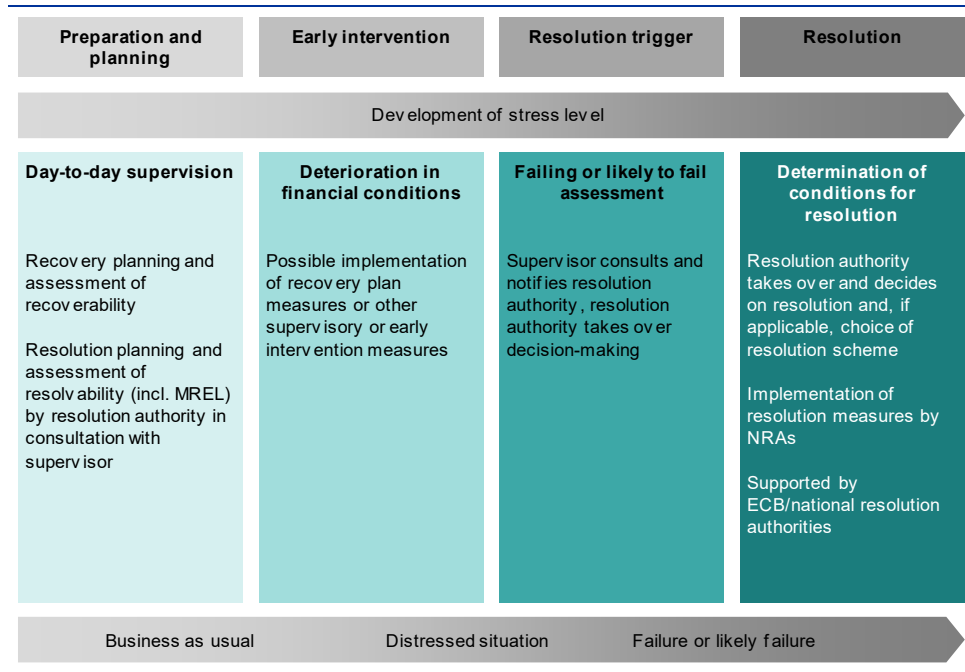 Preparation and
planning
Early intervention
Resolution trigger
Resolution
Development of stress level
Day-to-day supervision
Recovery planning and
assessment of
recoverability
Resolution planning and
assessment of
resolvability (incl. MREL)
by resolution authority in
consultation with
supervisor
Deterioration in
financial conditions
Possible implementation
of recovery plan
measures or other
supervisory or early
intervention measures
Failing or likely to fail
assessment
Supervisor consults and
notifies resolution
authority, resolution
authority takes over
decision-making
Determination of
conditions for
resolution
Resolution authority
takes over and decides
on resolution and, if
applicable, choice of
resolution scheme
Implementation of
resolution measures by
NRAs
Supported by
ECB/national resolution
authorities
Business as usual
Distressed situation
Failure or likely failure